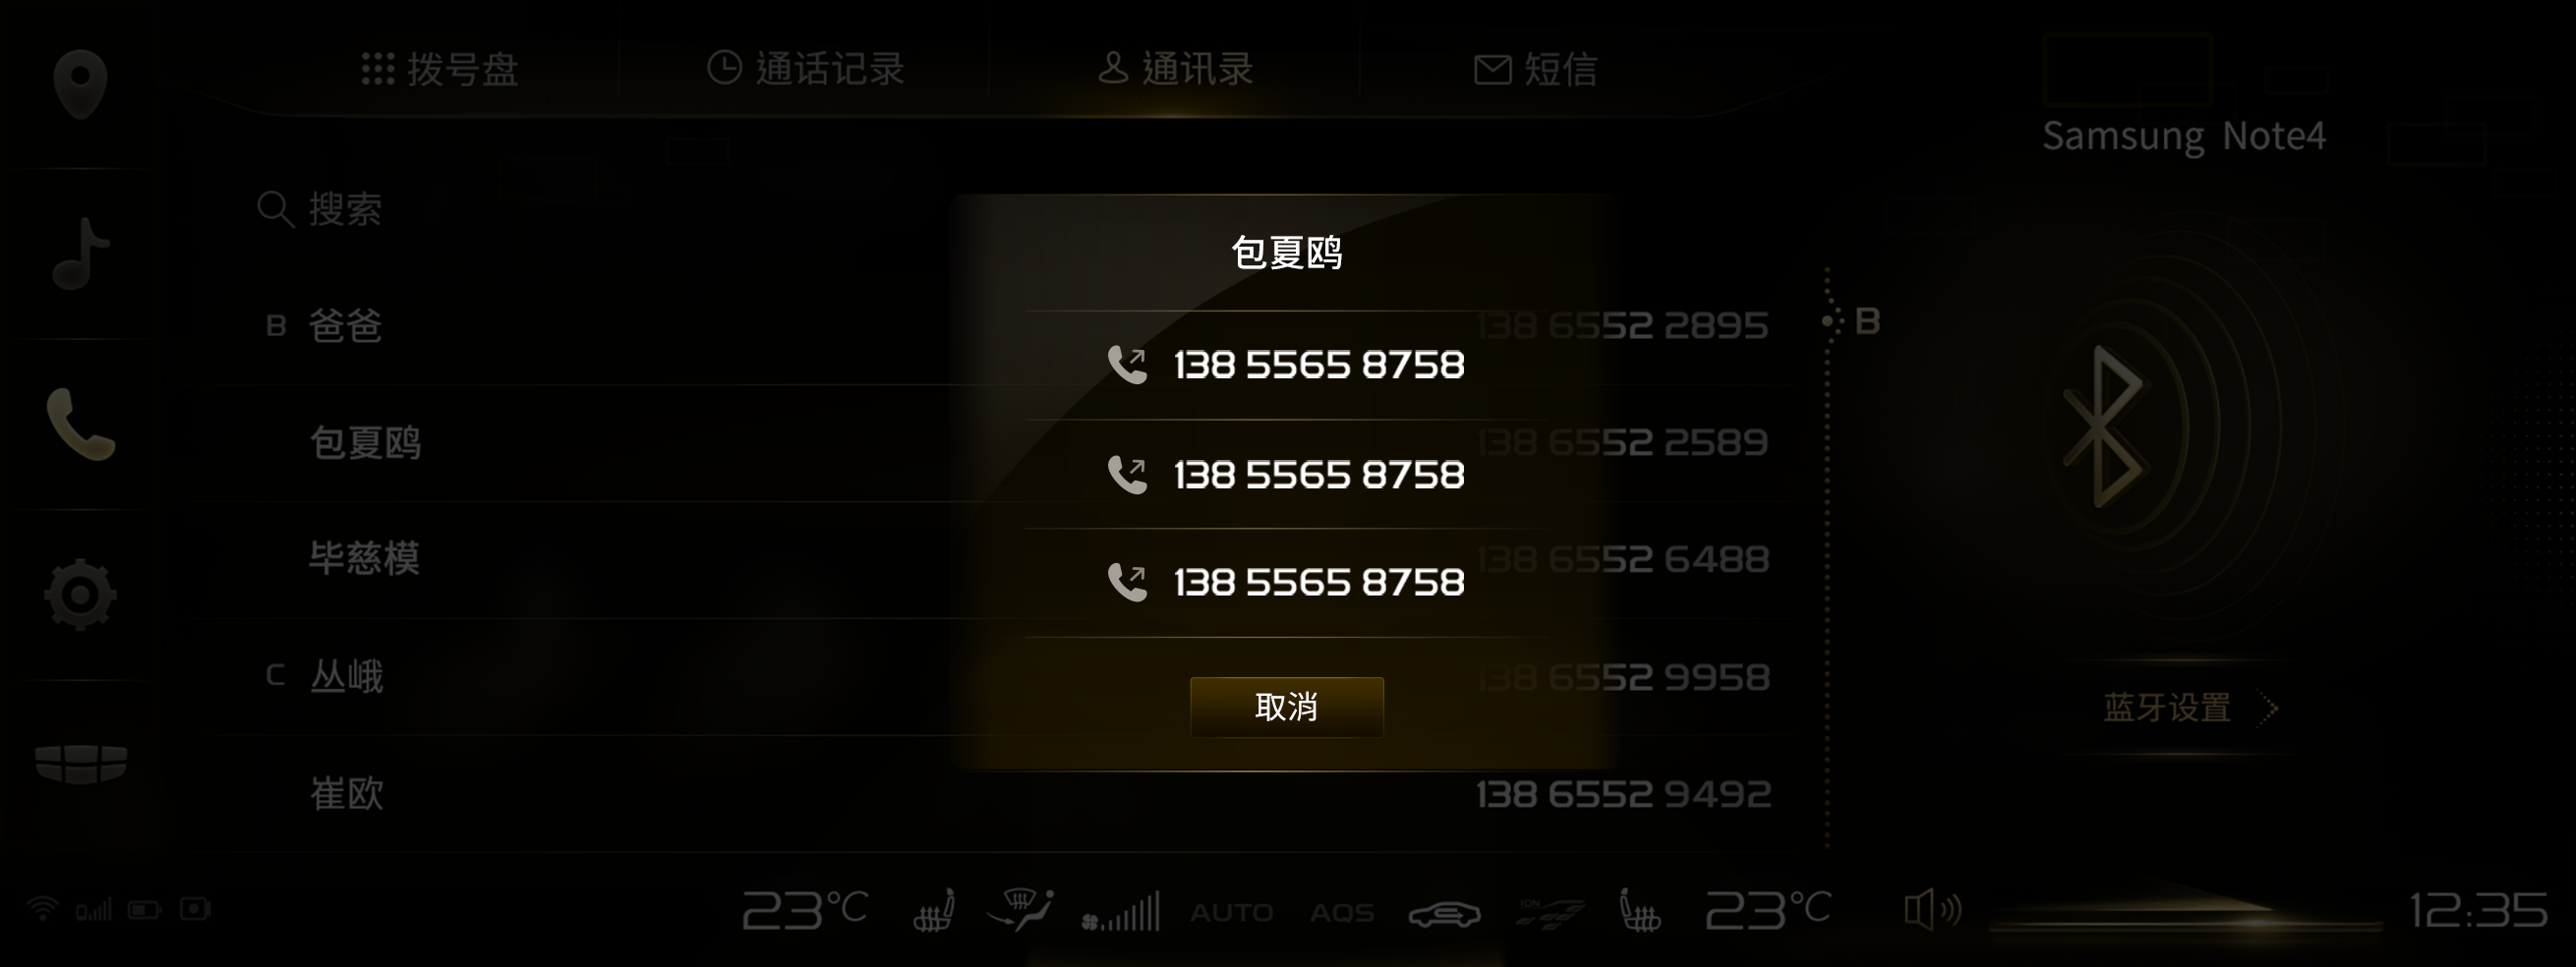 拨号盘
通话记录
通讯录
短信
Samsung Note4
搜索
包夏鸥
B 爸爸 138 6552 2895
B
138 5565 8758
包夏鸥 138 6552 2589
138 5565 8758
毕慈模 138 6552 6488
138 5565 8758
C 丛峨 138 6552 9958
取消
蓝牙设置
崔欧 138 6552 9492
23℃
AUTO
AQS
ION
23℃
12:35